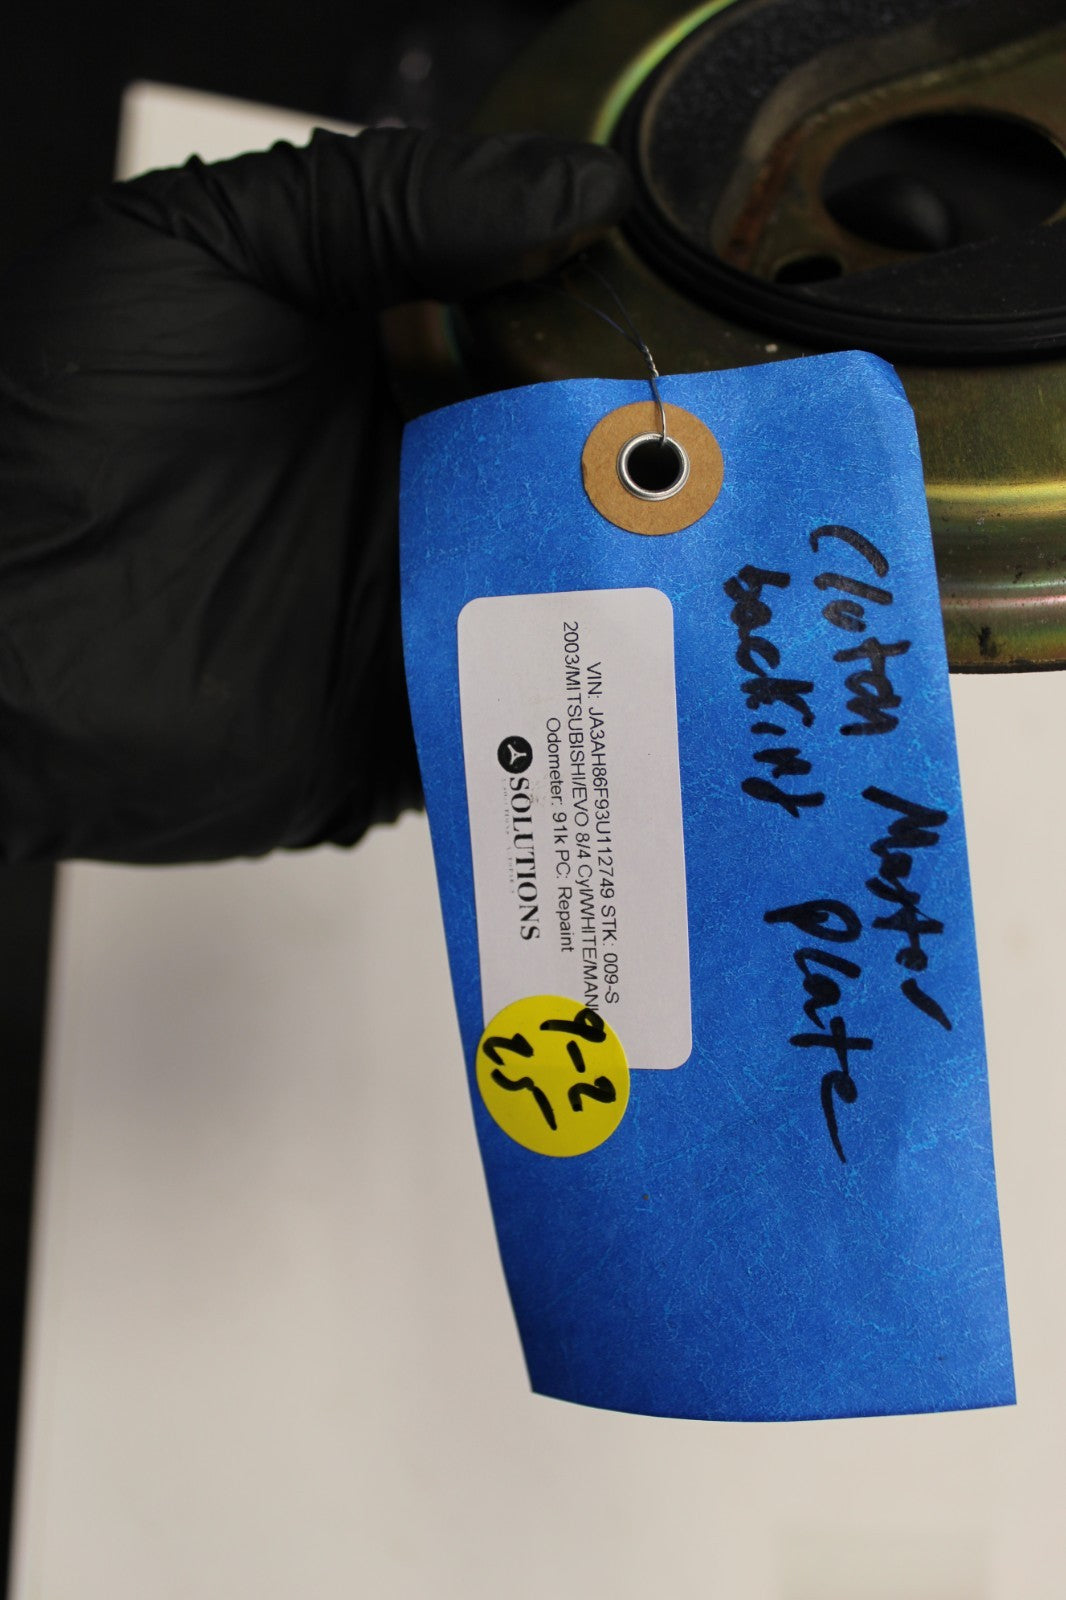 Clutch Master
backing Plate
VIN: JA3AH86F93U112749 STK: 009-S
2003/MITSUBISHI/EVO 8/4 Cyl/WHITE/MAN
Odometer: 91k PC: Repaint
SOLUTIONS
9-2
25